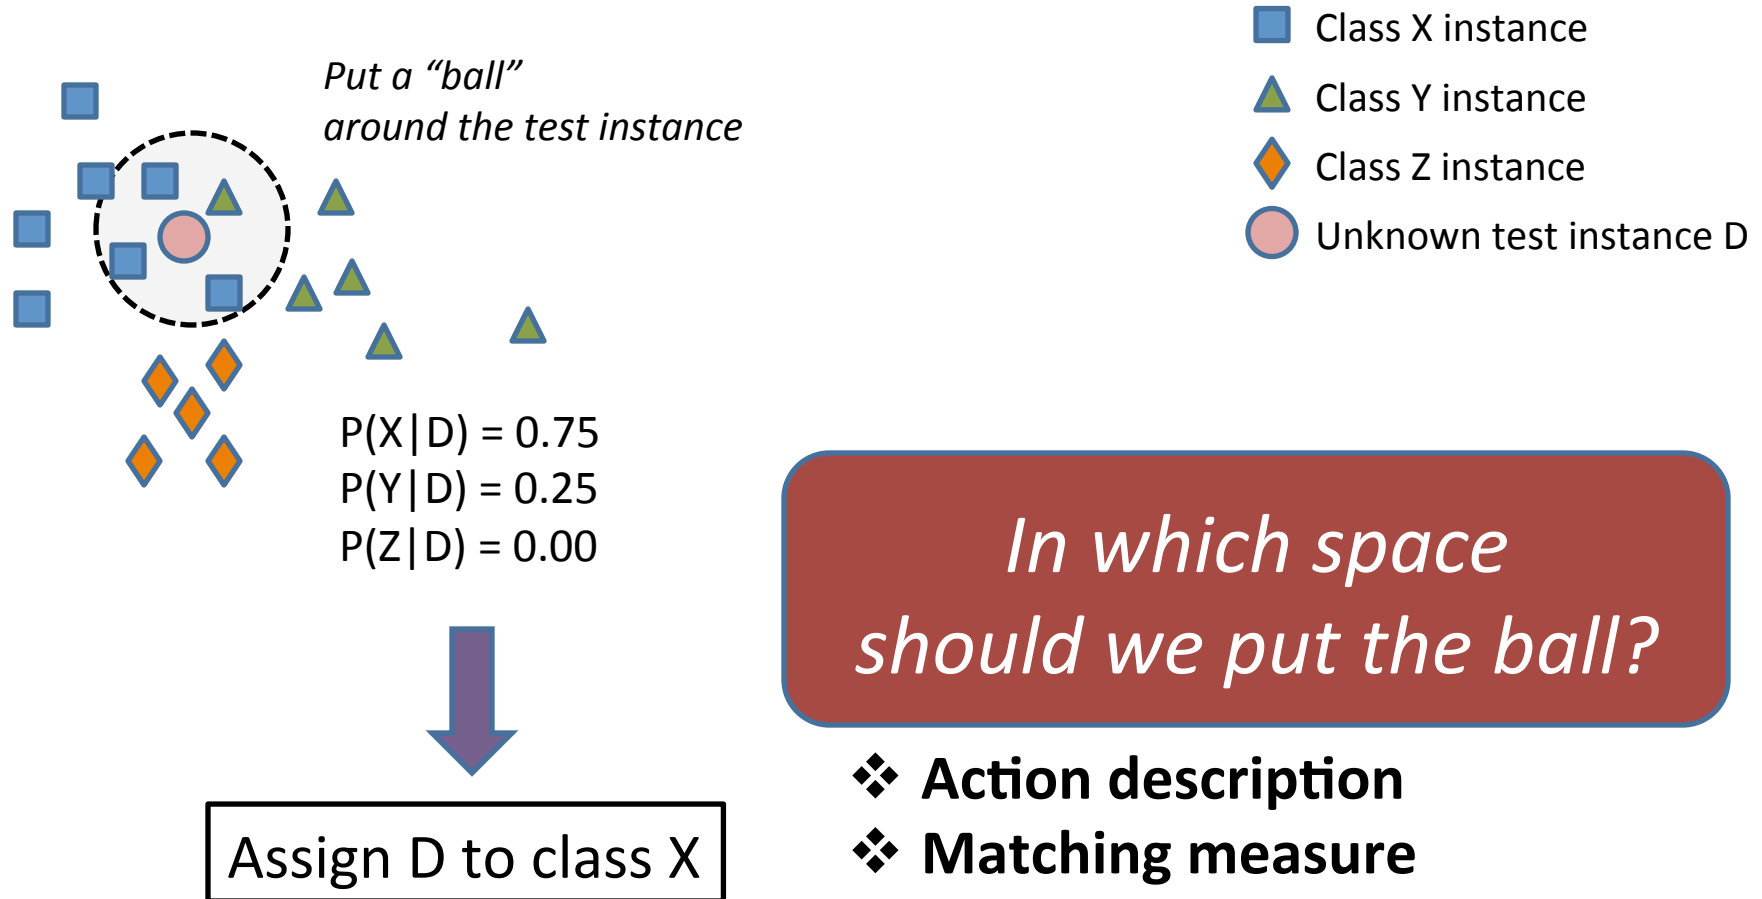 Put a “ball”
around the test instance
Class X instance
Class Y instance
Class Z instance
Unknown test instance D
P(X|D) = 0.75
P(Y|D) = 0.25
P(Z|D) = 0.00
Assign D to class X
In which space
should we put the ball?
❖ Action description
❖ Matching measure